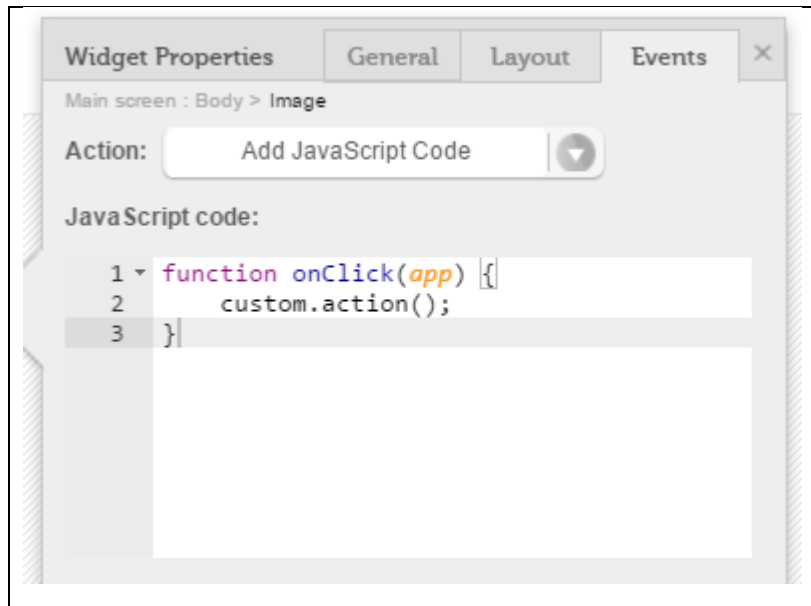 Widget Properties General Layout Events ×
Main screen : Body > Image
Action: Add JavaScript Code
JavaScript code:
1 function onClick(app) {
2 custom.action();
3 }